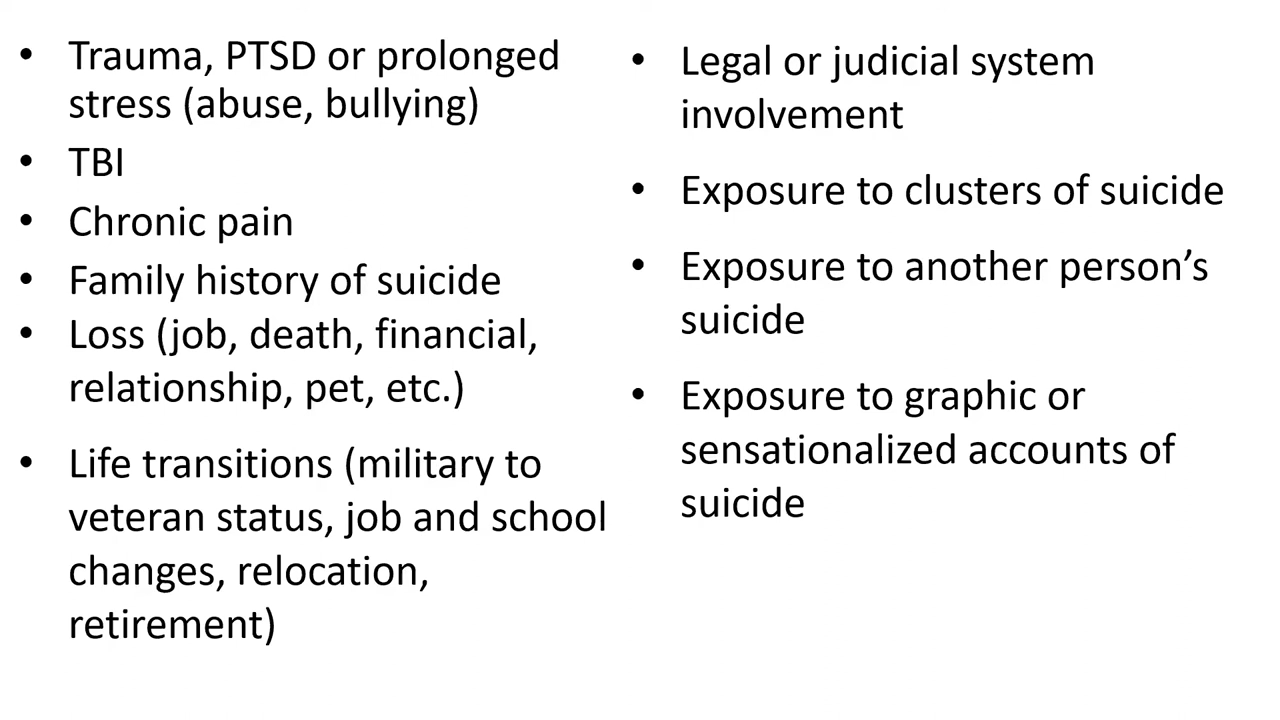 • Trauma, PTSD or prolonged
stress (abuse, bullying)
• TBI
• Chronic pain
• Family history of suicide
• Loss (job, death, financial,
relationship, pet, etc.)
• Life transitions (military to
veteran status, job and school
changes, relocation,
retirement)
• Legal or judicial system
involvement
• Exposure to clusters of suicide
• Exposure to another person’s
suicide
• Exposure to graphic or
sensationalized accounts of
suicide